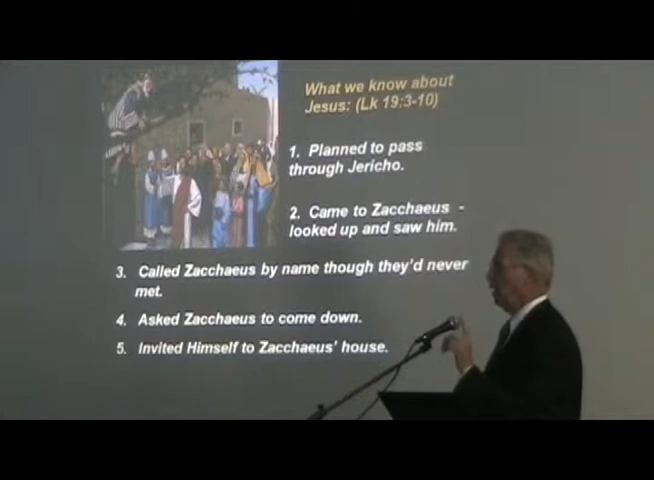 What we know about
Jesus: (Lk 19:3-10)
1. Planned to pass
through Jericho.
2. Came to Zacchaeus -
looked up and saw him.
3. Called Zacchaeus by name though they'd never
met.
4. Asked Zacchaeus to come down.
5. Invited Himself to Zacchaeus' house.